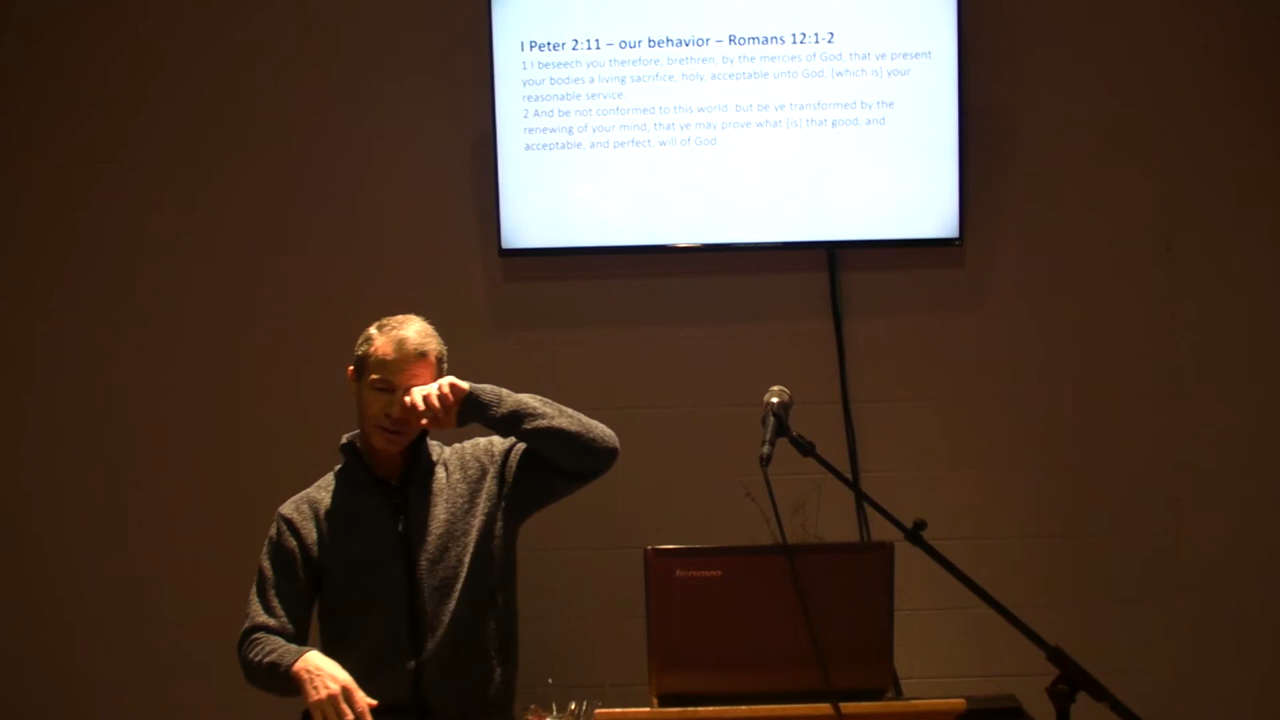 I Peter 2:11 – our behavior – Romans 12:1-2
1 I beseech you therefore, brethren, by the mercies of God, that ye present
your bodies a living sacrifice, holy, acceptable unto God, [which is] your
reasonable service.
2 And be not conformed to this world: but be ye transformed by the
renewing of your mind, that ye may prove what [is] that good, and
acceptable, and perfect, will of God.
lenovo